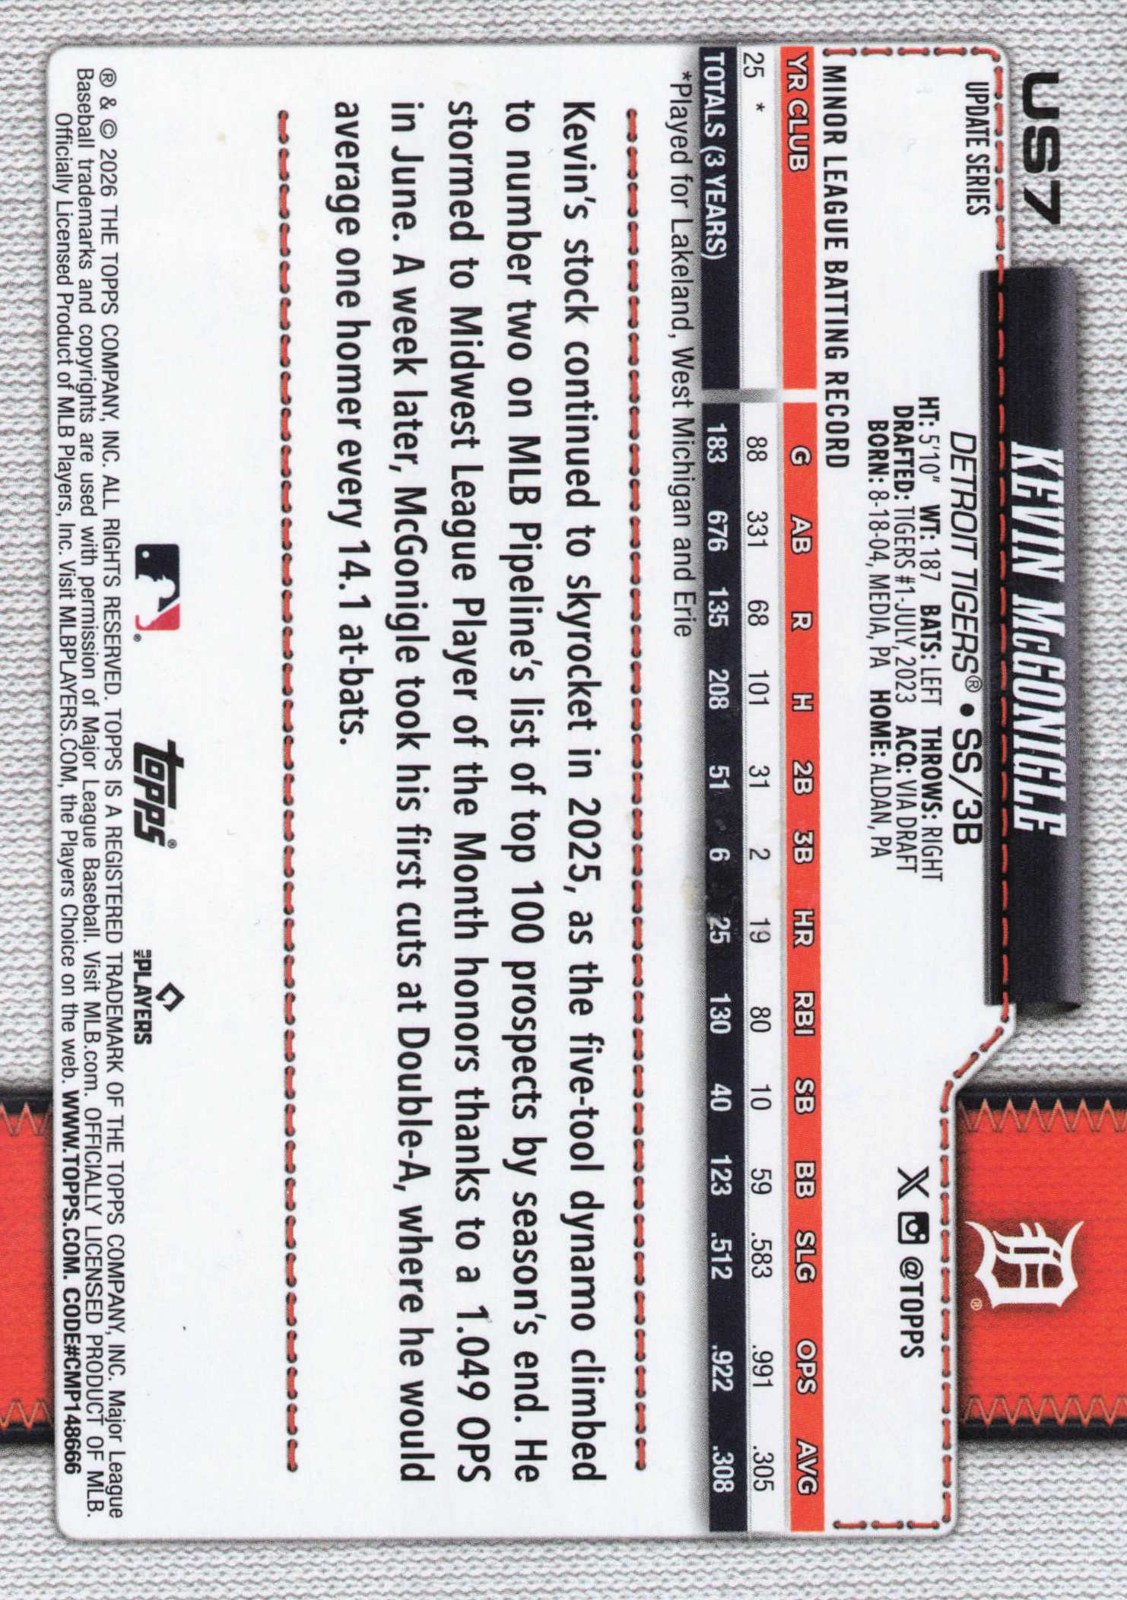 US7
UPDATE SERIES
KEVIN McGONIGLE
DETROIT TIGERS® • SS/3B
HT: 5'10" WT: 187 BATS: LEFT THROWS: RIGHT
DRAFTED: TIGERS #1-JULY, 2023 ACQ: VIA DRAFT
BORN: 8-18-04, MEDIA, PA HOME: ALDAN, PA
D®
@TOPPS
MINOR LEAGUE BATTING RECORD
YR CLUB G AB R H 2B 3B HR RBI SB BB SLG OPS AVG
25 * 88 331 68 101 31 2 19 80 10 59 .583 .991 .305
TOTALS (3 YEARS) 183 676 135 208 51 6 25 130 40 123 .512 .922 .308
*Played for Lakeland, West Michigan and Erie
Kevin's stock continued to skyrocket in 2025, as the five-tool dynamo climbed
to number two on MLB Pipeline's list of top 100 prospects by season's end. He
stormed to Midwest League Player of the Month honors thanks to a 1.049 OPS
in June. A week later, McGonigle took his first cuts at Double-A, where he would
average one homer every 14.1 at-bats.
® topps® MLB PLAYERS
® & © 2026 THE TOPPS COMPANY, INC. ALL RIGHTS RESERVED. TOPPS IS A REGISTERED TRADEMARK OF THE TOPPS COMPANY, INC. Major League
Baseball trademarks and copyrights are used with permission of Major League Baseball. Visit MLB.com. OFFICIALLY LICENSED PRODUCT OF MLB.
Officially Licensed Product of MLB Players, Inc. Visit MLBPLAYERS.COM, the Players Choice on the web. WWW.TOPPS.COM. CODE#CMP148666